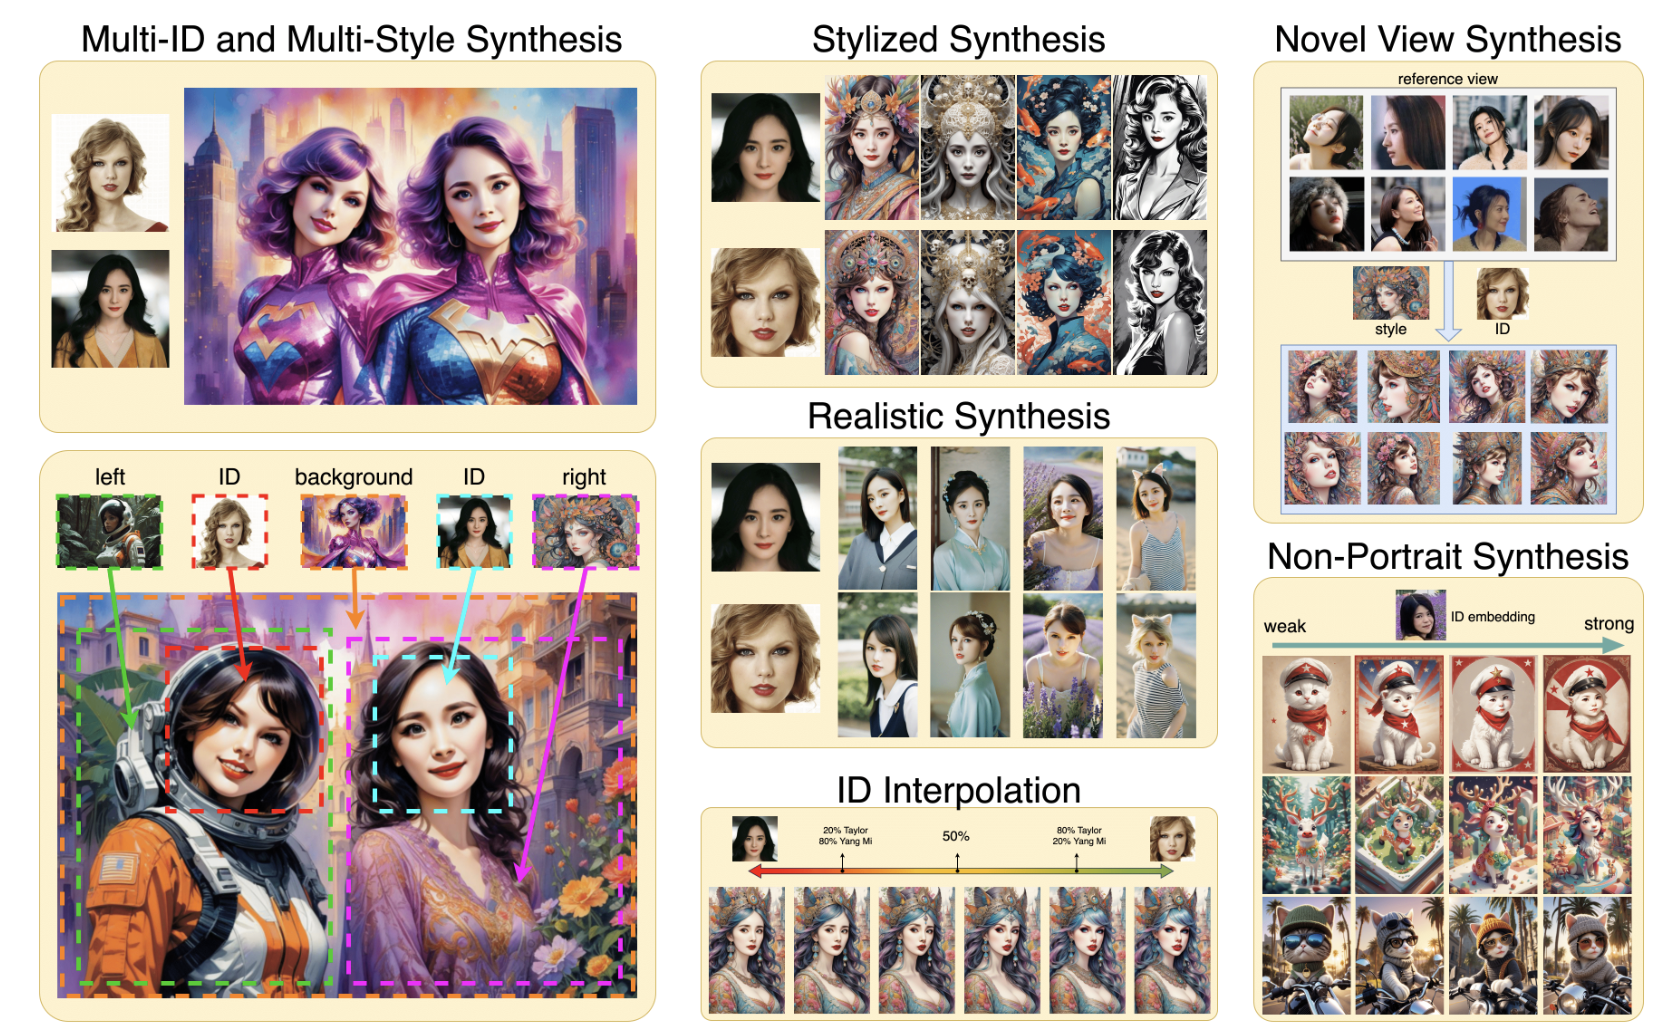 Multi-ID and Multi-Style Synthesis
left
ID
background
ID
right
Stylized Synthesis
Realistic Synthesis
ID Interpolation
20% Taylor
80% Yang Mi
50%
80% Taylor
20% Yang Mi
Novel View Synthesis
reference view
style
ID
Non-Portrait Synthesis
weak
ID embedding
strong